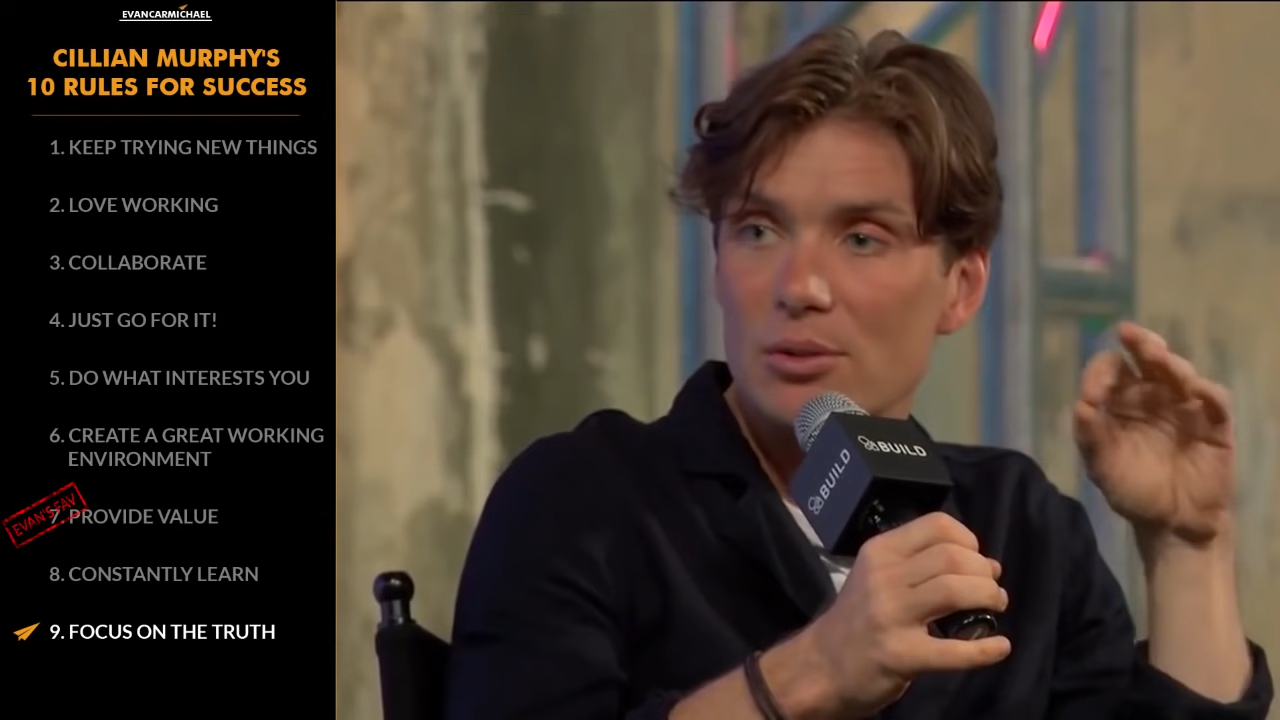 EVANCARMICHAEL
CILLIAN MURPHY'S
10 RULES FOR SUCCESS
1. KEEP TRYING NEW THINGS
2. LOVE WORKING
3. COLLABORATE
4. JUST GO FOR IT!
5. DO WHAT INTERESTS YOU
6. CREATE A GREAT WORKING
ENVIRONMENT
EVAN'S FAV
7. PROVIDE VALUE
8. CONSTANTLY LEARN
9. FOCUS ON THE TRUTH
BUILD
BUILD